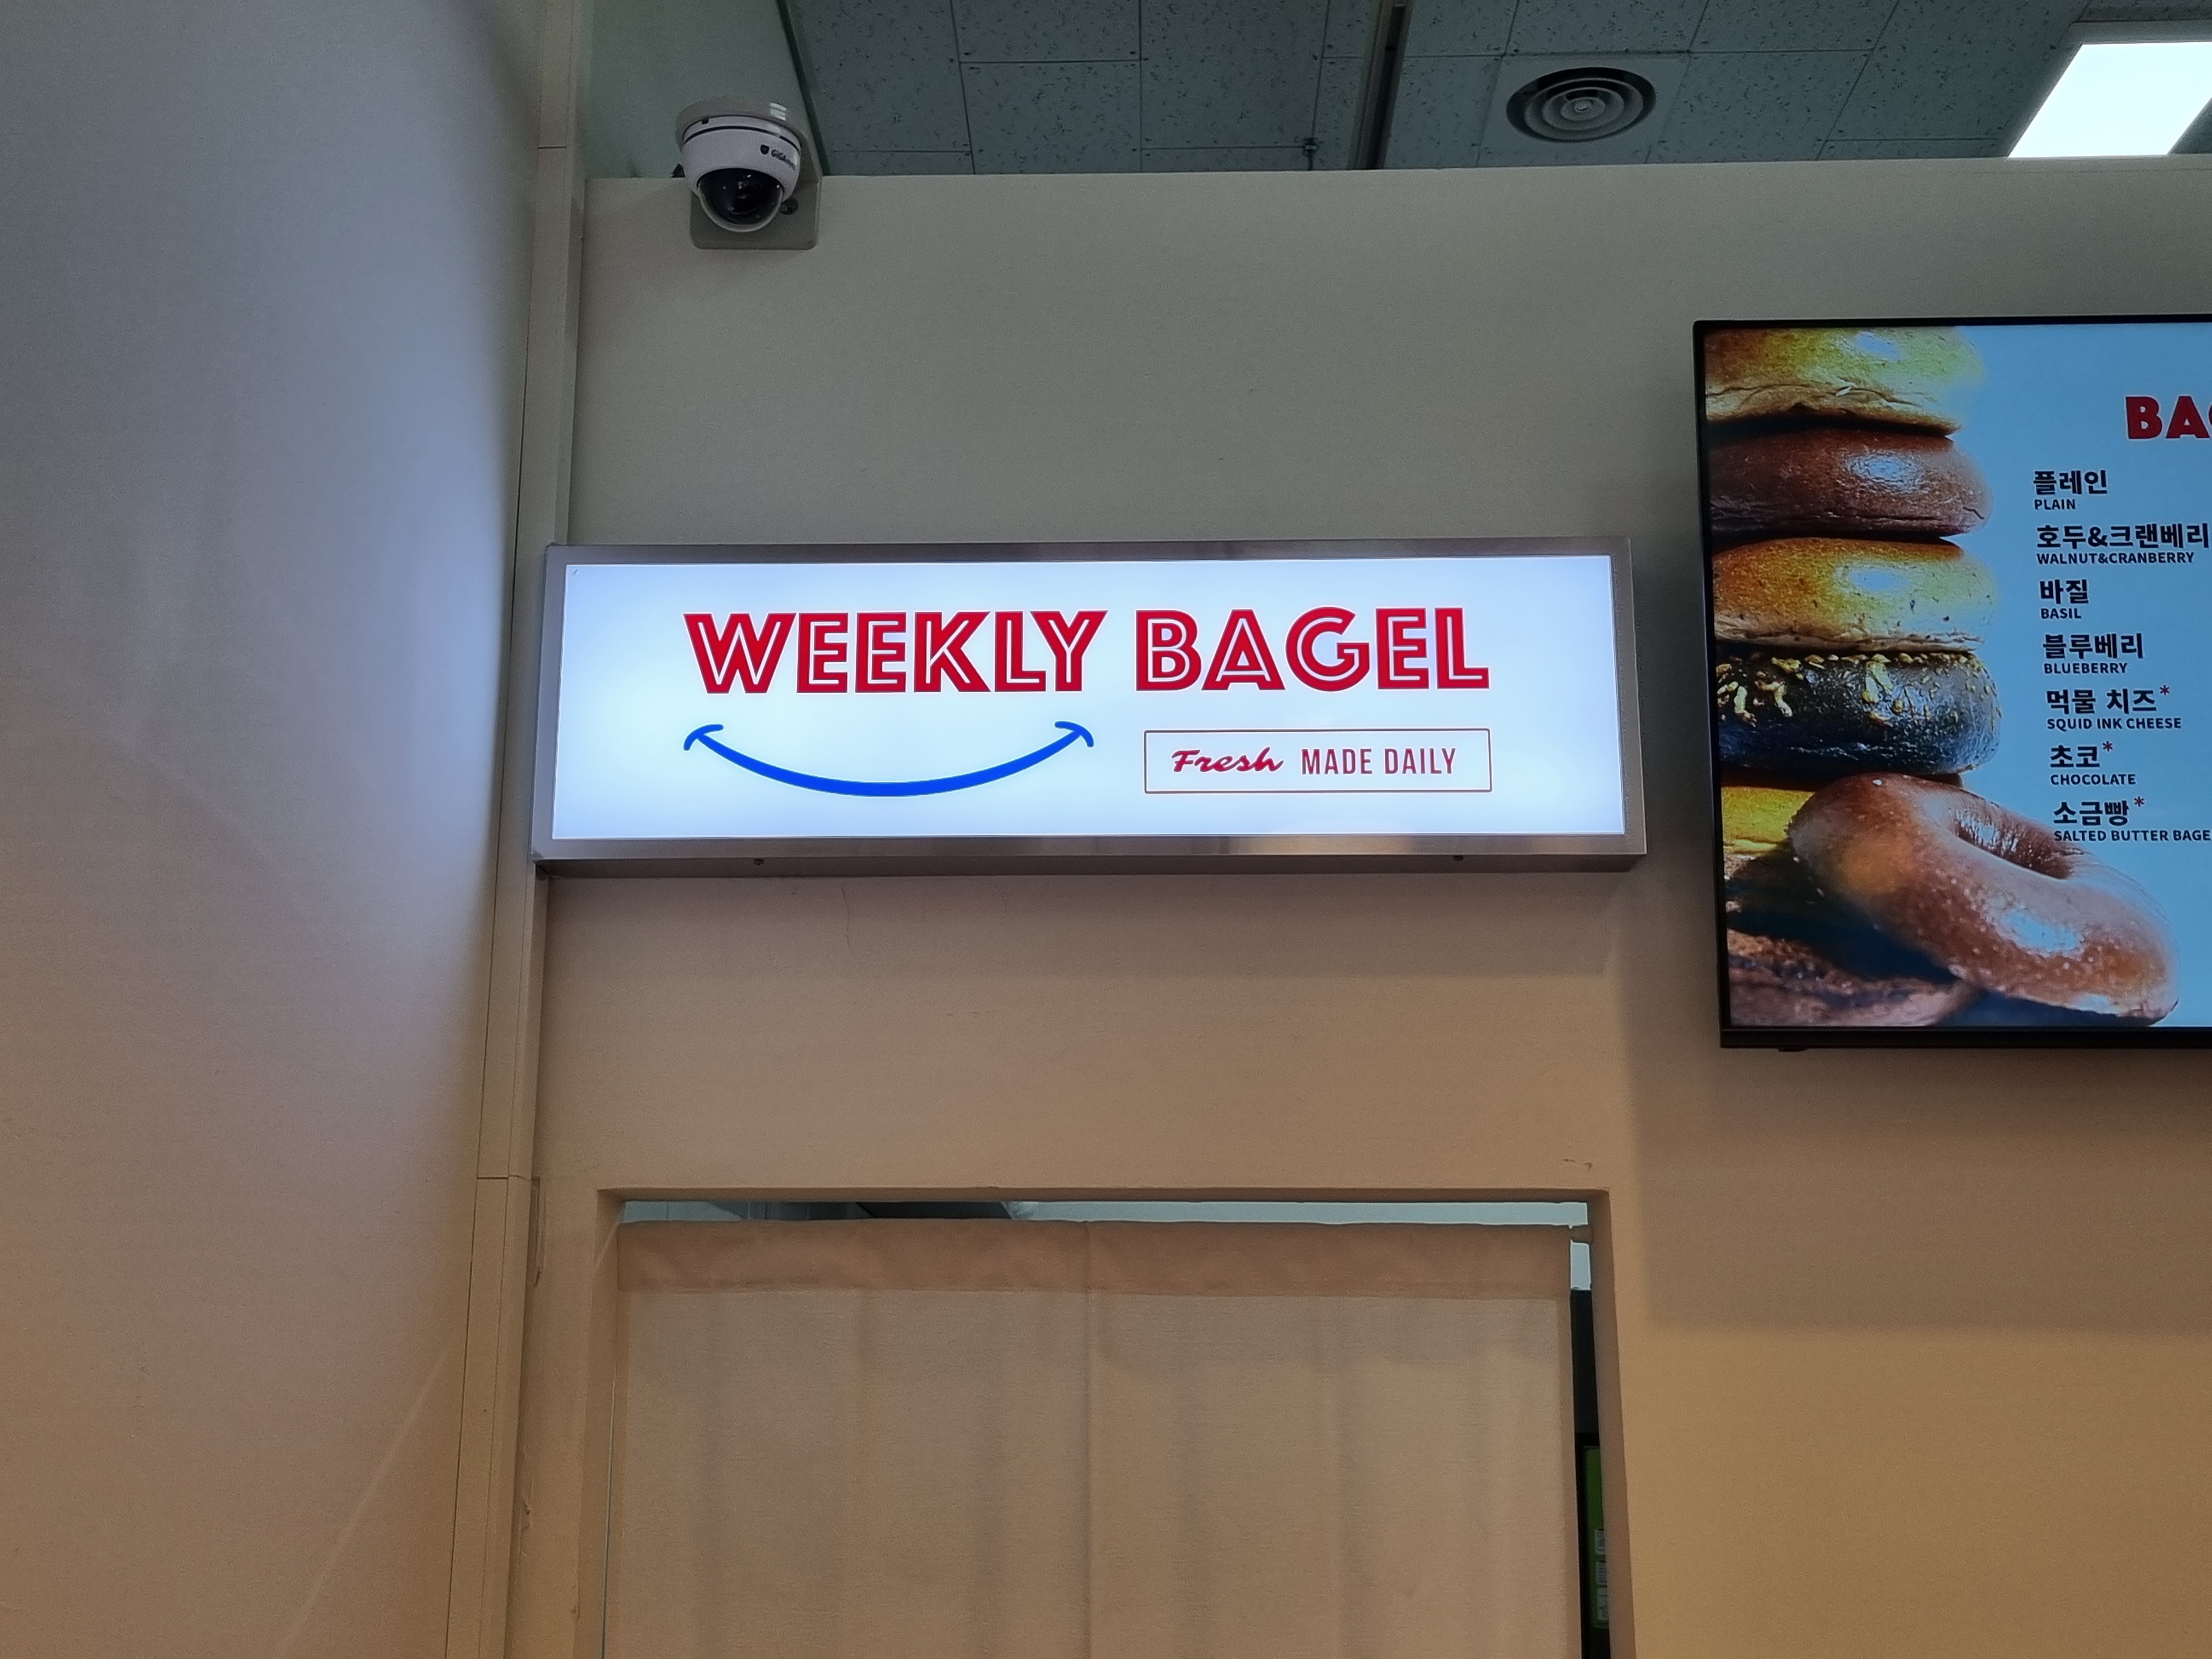 WEEKLY BAGEL
Fresh MADE DAILY
플레인
PLAIN
호두&크랜베리
WALNUT&CRANBERRY
바질
BASIL
블루베리
BLUEBERRY
먹물 치즈*
SQUID INK CHEESE
초코*
CHOCOLATE
소금빵*
SALTED BUTTER